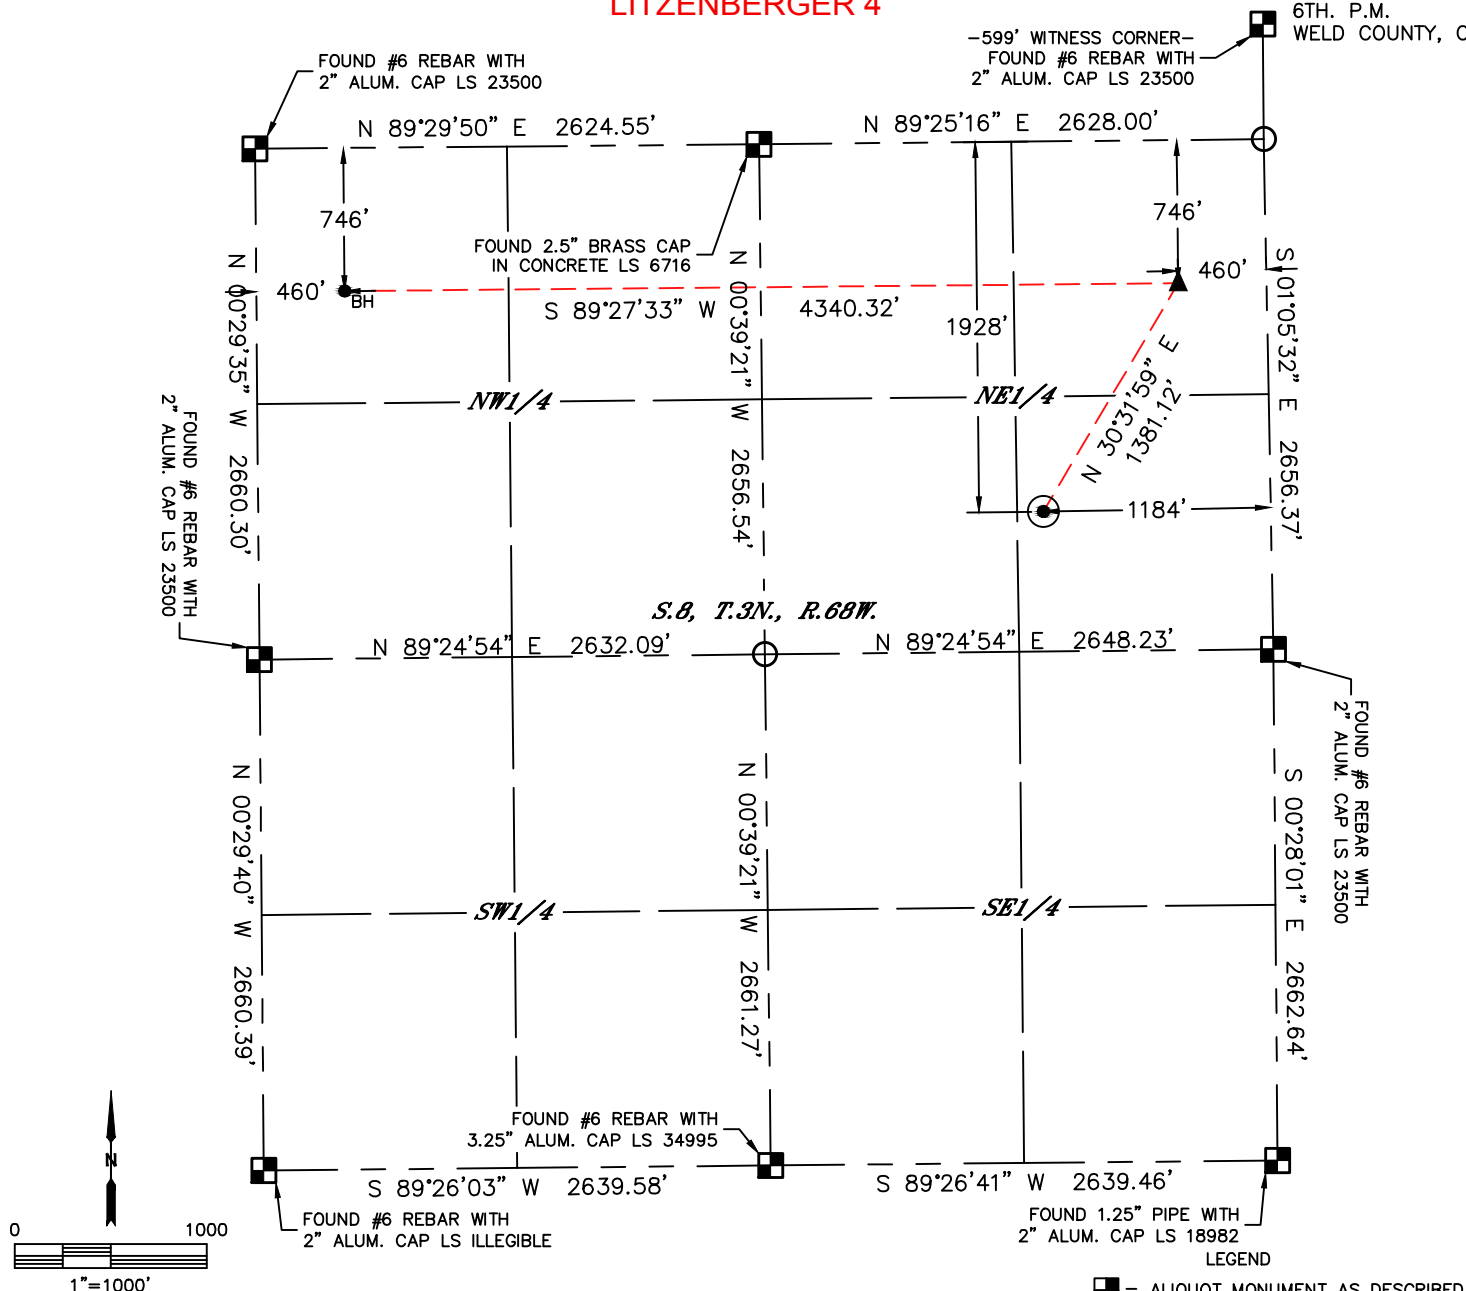 LITZENBERGER 4
6TH. P.M.
WELD COUNTY, C
-599' WITNESS CORNER-
FOUND #6 REBAR WITH
2" ALUM. CAP LS 23500
FOUND #6 REBAR WITH
2" ALUM. CAP LS 23500
N 89°29'50" E 2624.55'
N 89°25'16" E 2628.00'
746'
746'
FOUND 2.5" BRASS CAP
IN CONCRETE LS 6716
460'
BH
460'
S 89°27'33" W 4340.32'
1928'
N 00°29'35" W 2660.30'
N 00°39'21" W 2656.54'
S 01°05'32" E 2656.37'
N 30°31'59" E
1381.12'
NW1/4
NE1/4
FOUND #6 REBAR WITH
2" ALUM. CAP LS 23500
1184'
S.8, T.3N., R.68W.
N 89°24'54" E 2632.09'
N 89°24'54" E 2648.23'
FOUND #6 REBAR WITH
2" ALUM. CAP LS 23500
N 00°29'40" W 2660.39'
N 00°39'21" W 2661.27'
S 00°28'01" E 2662.64'
SW1/4
SE1/4
FOUND #6 REBAR WITH
3.25" ALUM. CAP LS 34995
S 89°26'03" W 2639.58'
S 89°26'41" W 2639.46'
FOUND #6 REBAR WITH
2" ALUM. CAP LS ILLEGIBLE
FOUND 1.25" PIPE WITH
2" ALUM. CAP LS 18982
N
0 1000
1"=1000'
LEGEND
= ALIQUOT MONUMENT AS DESCRIBED